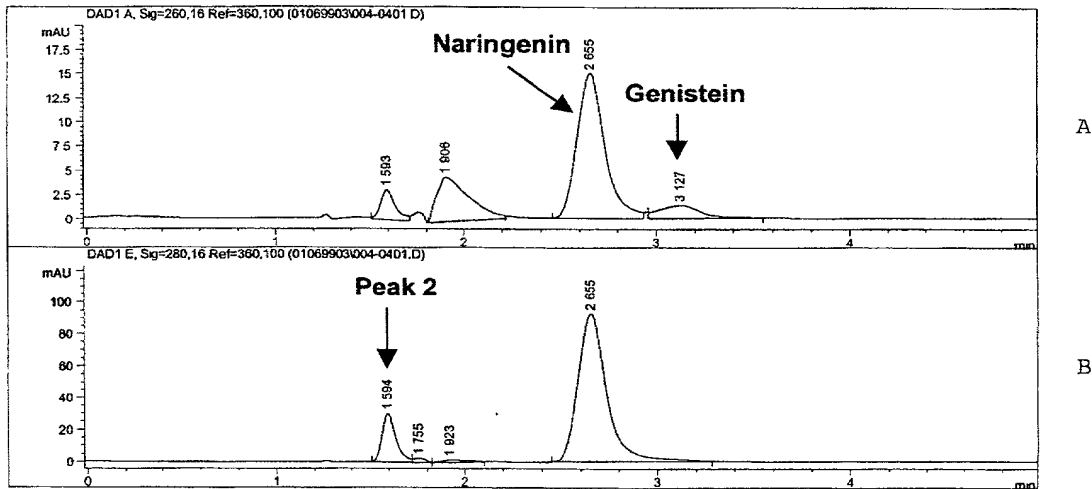 DAD1 A, Sig=260,16 Ref=360,100 (01069903\004-0401 D)
mAU
17.5
15
12.5
10
7.5
5
2.5
0
Naringenin
Genistein
1 593
1 906
2 655
3 127
0
1
2
3
4
min
A
DAD1 E, Sig=280,16 Ref=360,100 (01069903\004-0401.D)
mAU
100
80
60
40
20
0
Peak 2
1 594
1 755
1 923
2 655
0
1
2
3
4
min
B